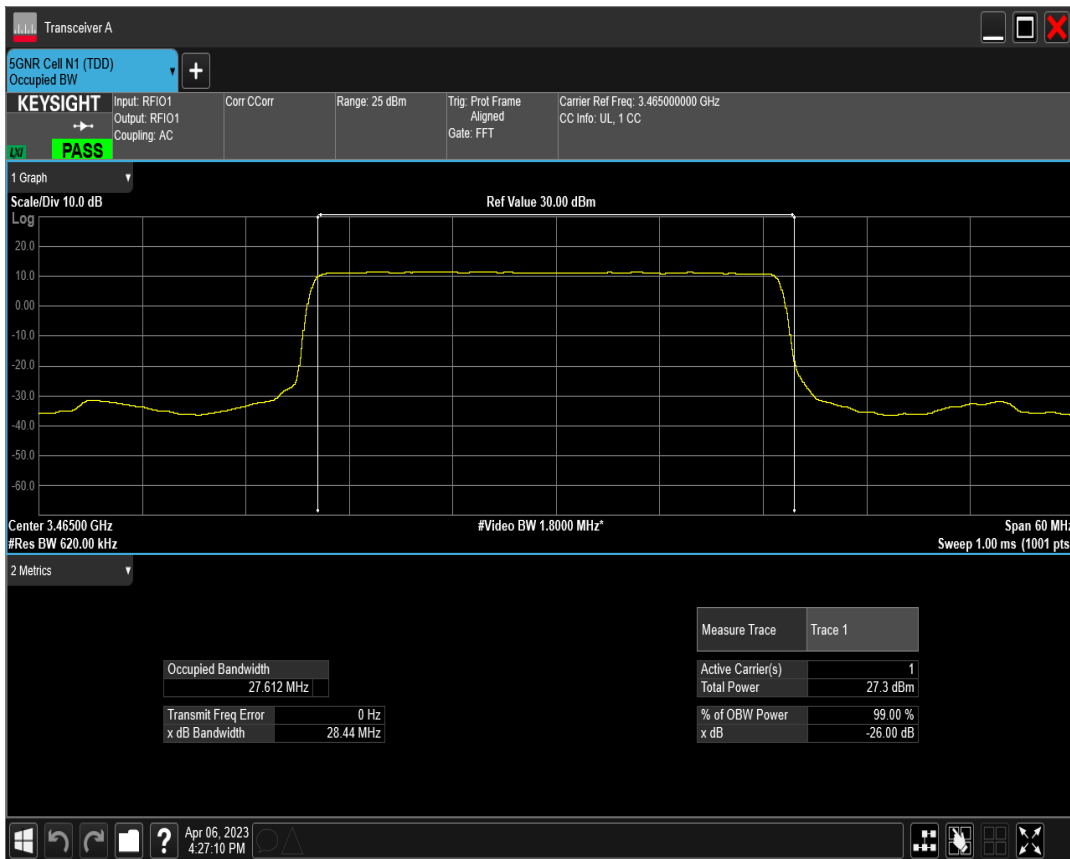 Transceiver A
5GNR Cell N1 (TDD)
Occupied BW
KEYSIGHT
LXI
PASS
Input: RFIO1
Output: RFIO1
Coupling: AC
Corr CCorr
Range: 25 dBm
Trig: Prot Frame
Aligned
Gate: FFT
Carrier Ref Freq: 3.465000000 GHz
CC Info: UL, 1 CC
1 Graph
Scale/Div 10.0 dB
Ref Value 30.00 dBm
Log
20.0
10.0
0.00
-10.0
-20.0
-30.0
-40.0
-50.0
-60.0
Center 3.46500 GHz
#Video BW 1.8000 MHz*
Span 60 MHz
#Res BW 620.00 kHz
Sweep 1.00 ms (1001 pts
2 Metrics
Measure Trace Trace 1
Occupied Bandwidth
27.612 MHz
Active Carrier(s) 1
Total Power 27.3 dBm
Transmit Freq Error 0 Hz
x dB Bandwidth 28.44 MHz
% of OBW Power 99.00 %
x dB -26.00 dB
?
Apr 06, 2023
4:27:10 PM